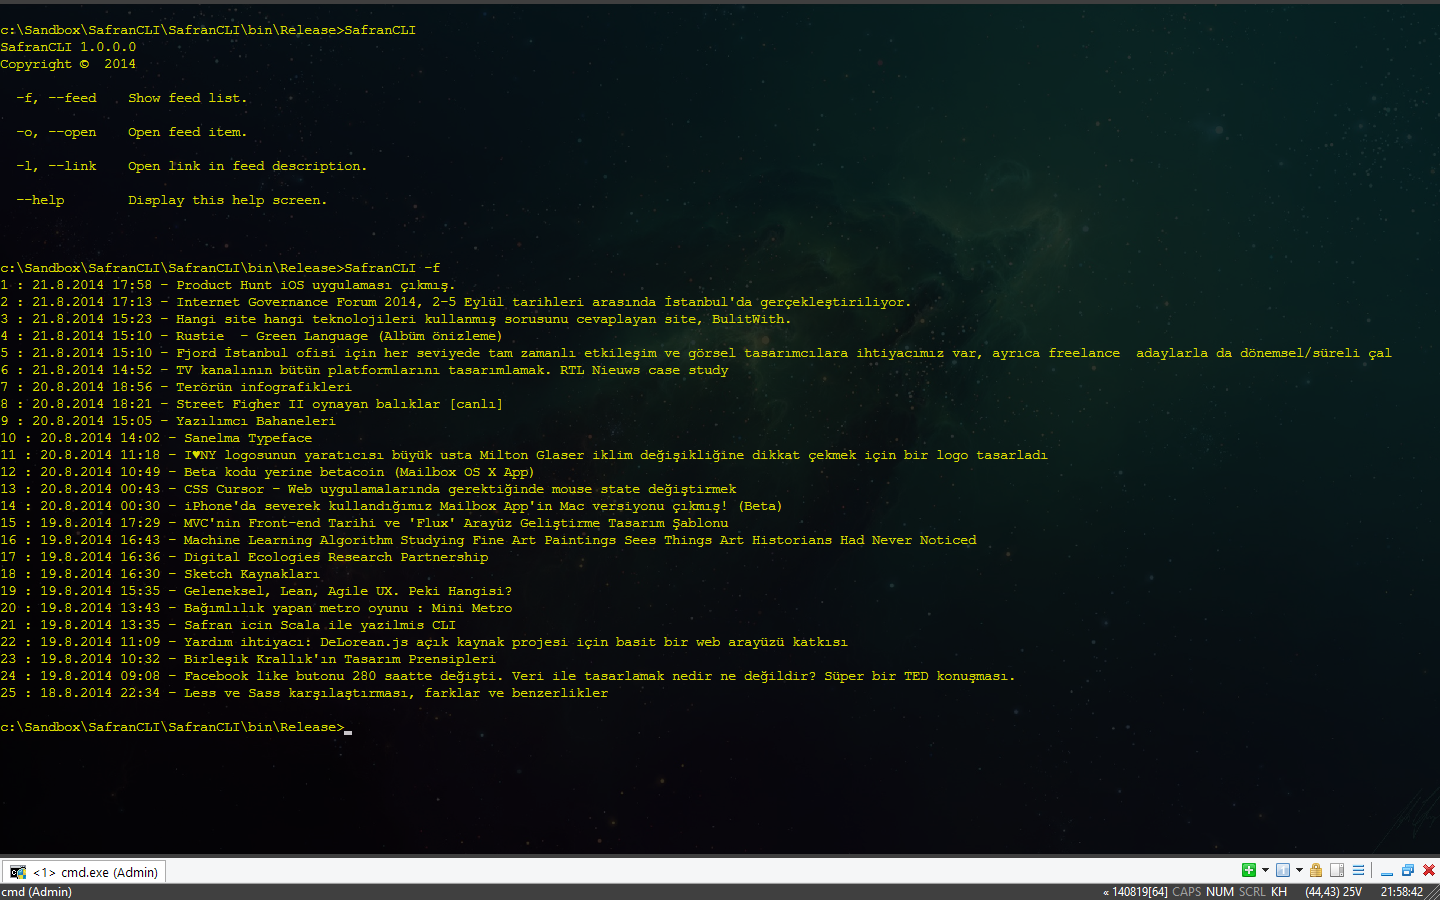 c:\Sandbox\SafranCLI\SafranCLI\bin\Release>SafranCLI
SafranCLI 1.0.0.0
Copyright ©  2014
-f, --feed    Show feed list.
-o, --open    Open feed item.
-l, --link    Open link in feed description.
--help        Display this help screen.
c:\Sandbox\SafranCLI\SafranCLI\bin\Release>SafranCLI -f
1 : 21.8.2014 17:58 - Product Hunt iOS uygulaması çıkmış.
2 : 21.8.2014 17:13 - Internet Governance Forum 2014, 2-5 Eylül tarihleri arasında İstanbul'da gerçekleştiriliyor.
3 : 21.8.2014 15:23 - Hangi site hangi teknolojileri kullanmış sorusunu cevaplayan site, BulitWith.
4 : 21.8.2014 15:10 - Rustie  - Green Language (Albüm önizleme)
5 : 21.8.2014 15:10 - Fjord İstanbul ofisi için her seviyede tam zamanlı etkileşim ve görsel tasarımcılara ihtiyacımız var, ayrıca freelance  adaylarla da dönemsel/süreli çal
6 : 21.8.2014 14:52 - TV kanalının bütün platformlarını tasarımlamak. RTL Nieuws case study
7 : 20.8.2014 18:56 - Terörün infografikleri
8 : 20.8.2014 18:21 - Street Figher II oynayan balıklar [canlı]
9 : 20.8.2014 15:05 - Yazılımcı Bahaneleri
10 : 20.8.2014 14:02 - Sanelma Typeface
11 : 20.8.2014 11:18 - I♥NY logosunun yaratıcısı büyük usta Milton Glaser iklim değişikliğine dikkat çekmek için bir logo tasarladı
12 : 20.8.2014 10:49 - Beta kodu yerine betacoin (Mailbox OS X App)
13 : 20.8.2014 00:43 - CSS Cursor - Web uygulamalarında gerektiğinde mouse state değiştirmek
14 : 20.8.2014 00:30 - iPhone'da severek kullandığımız Mailbox App'in Mac versiyonu çıkmış! (Beta)
15 : 19.8.2014 17:29 - MVC'nin Front-end Tarihi ve 'Flux' Arayüz Geliştirme Tasarım Şablonu
16 : 19.8.2014 16:43 - Machine Learning Algorithm Studying Fine Art Paintings Sees Things Art Historians Had Never Noticed
17 : 19.8.2014 16:36 - Digital Ecologies Research Partnership
18 : 19.8.2014 16:30 - Sketch Kaynakları
19 : 19.8.2014 15:35 - Geleneksel, Lean, Agile UX. Peki Hangisi?
20 : 19.8.2014 13:43 - Bağımlılık yapan metro oyunu : Mini Metro
21 : 19.8.2014 13:35 - Safran icin Scala ile yazilmis CLI
22 : 19.8.2014 11:09 - Yardım ihtiyacı: DeLorean.js açık kaynak projesi için basit bir web arayüzü katkısı
23 : 19.8.2014 10:32 - Birleşik Krallık'ın Tasarım Prensipleri
24 : 19.8.2014 09:08 - Facebook like butonu 280 saatte değişti. Veri ile tasarlamak nedir ne değildir? Süper bir TED konuşması.
25 : 18.8.2014 22:34 - Less ve Sass karşılaştırması, farklar ve benzerlikler
c:\Sandbox\SafranCLI\SafranCLI\bin\Release>
<1> cmd.exe (Admin)
cmd (Admin) « 140819[64] CAPS NUM SCRL KH (44,43) 25V 21:58:42